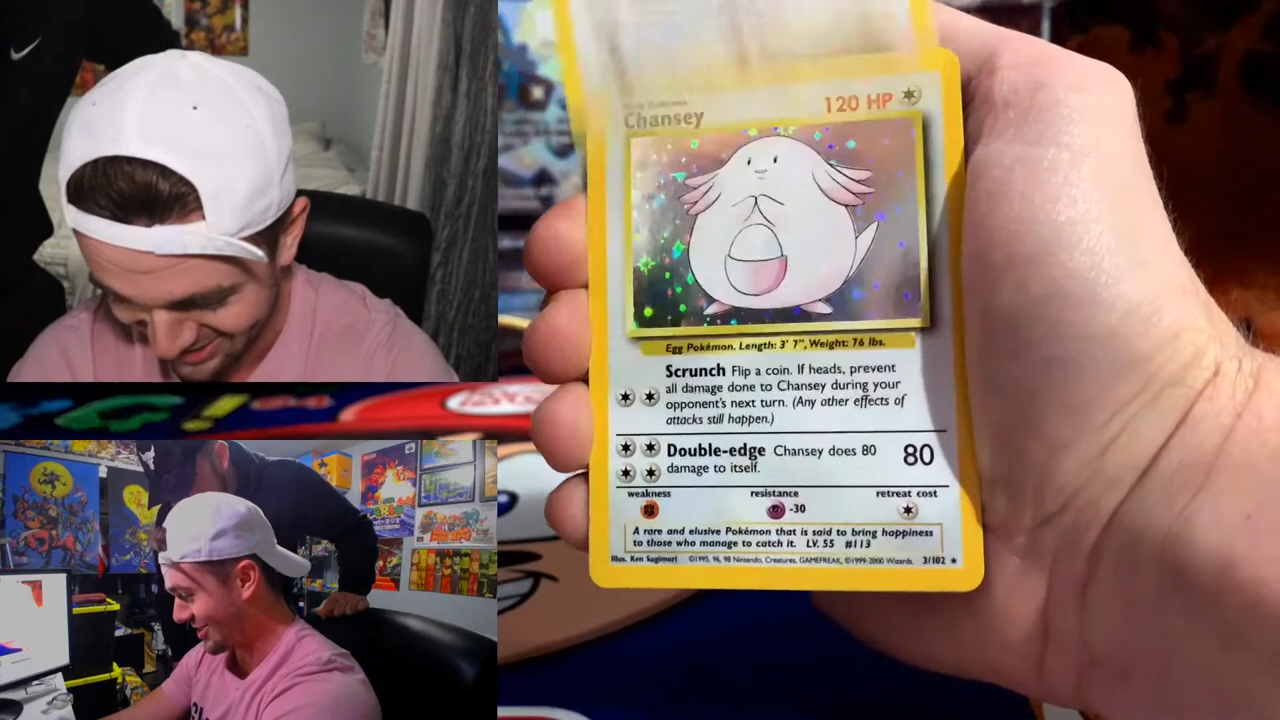 Chansey
120 HP
Egg Pokémon. Length: 3' 7", Weight: 76 lbs.
Scrunch Flip a coin. If heads, prevent
all damage done to Chansey during your
opponent's next turn. (Any other effects of
attacks still happen.)
Double-edge Chansey does 80
damage to itself.
80
weakness resistance retreat cost
-30
A rare and elusive Pokémon that is said to bring happiness
to those who manage to catch it. LV. 55 #113
Illus. Ken Sugimori ©1995, 96, 98 Nintendo, Creatures, GAMEFREAK. ©1999-2000 Wizards. 3/102